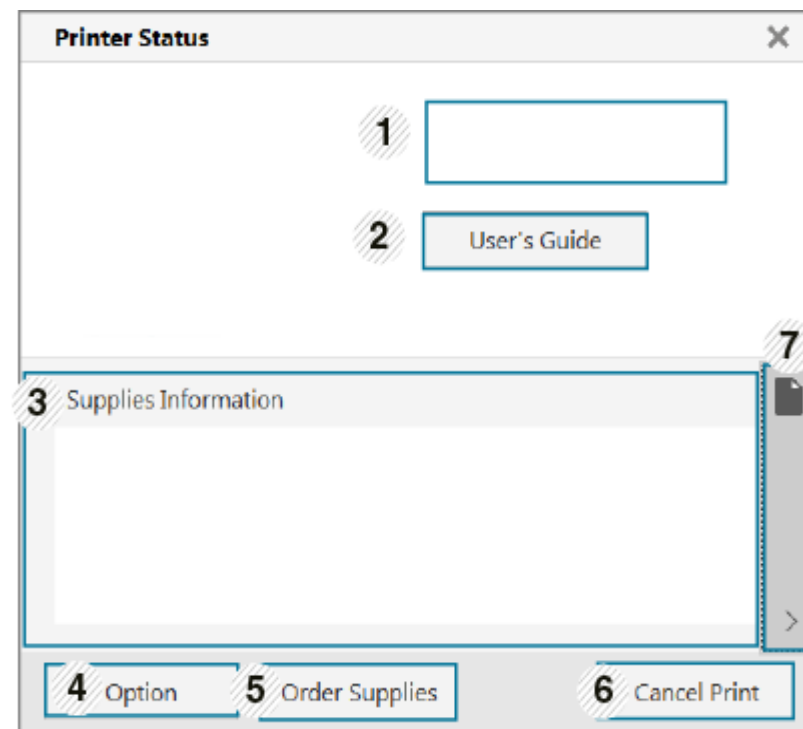 Printer Status
1
2 User's Guide
7
3 Supplies Information
4 Option 5 Order Supplies 6 Cancel Print